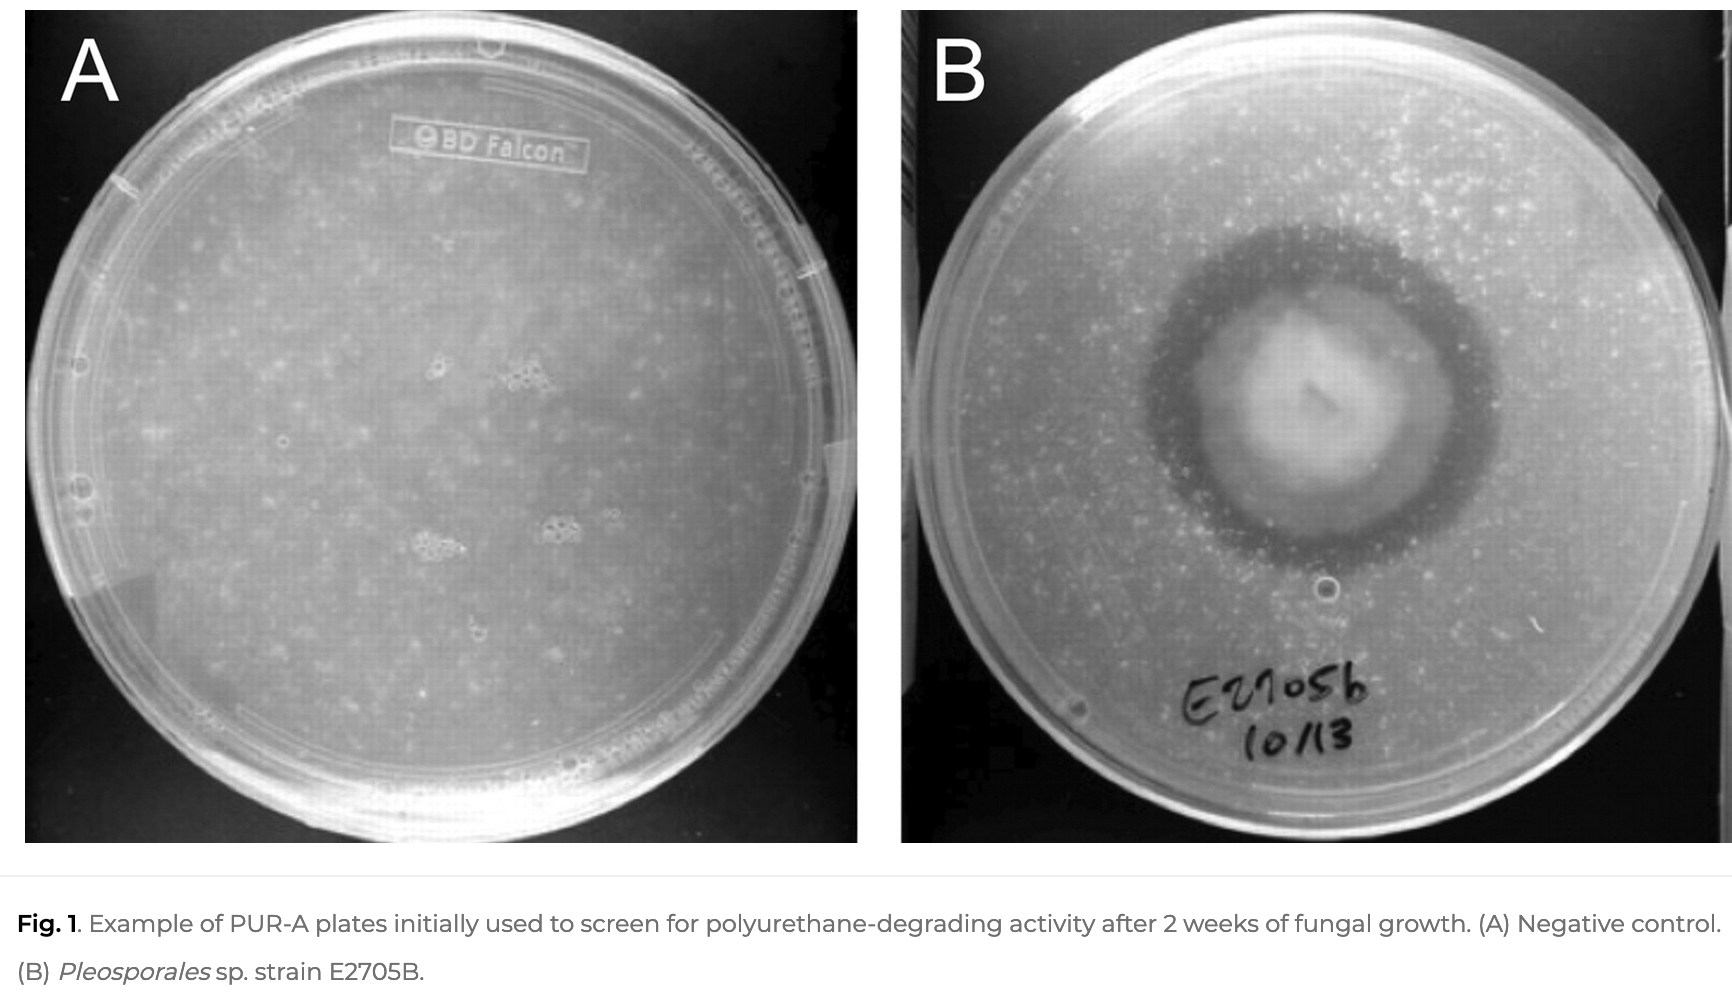 A
B
BD Falcon
E2705b
10/13
Fig. 1. Example of PUR-A plates initially used to screen for polyurethane-degrading activity after 2 weeks of fungal growth. (A) Negative control.
(B) Pleosporales sp. strain E2705B.